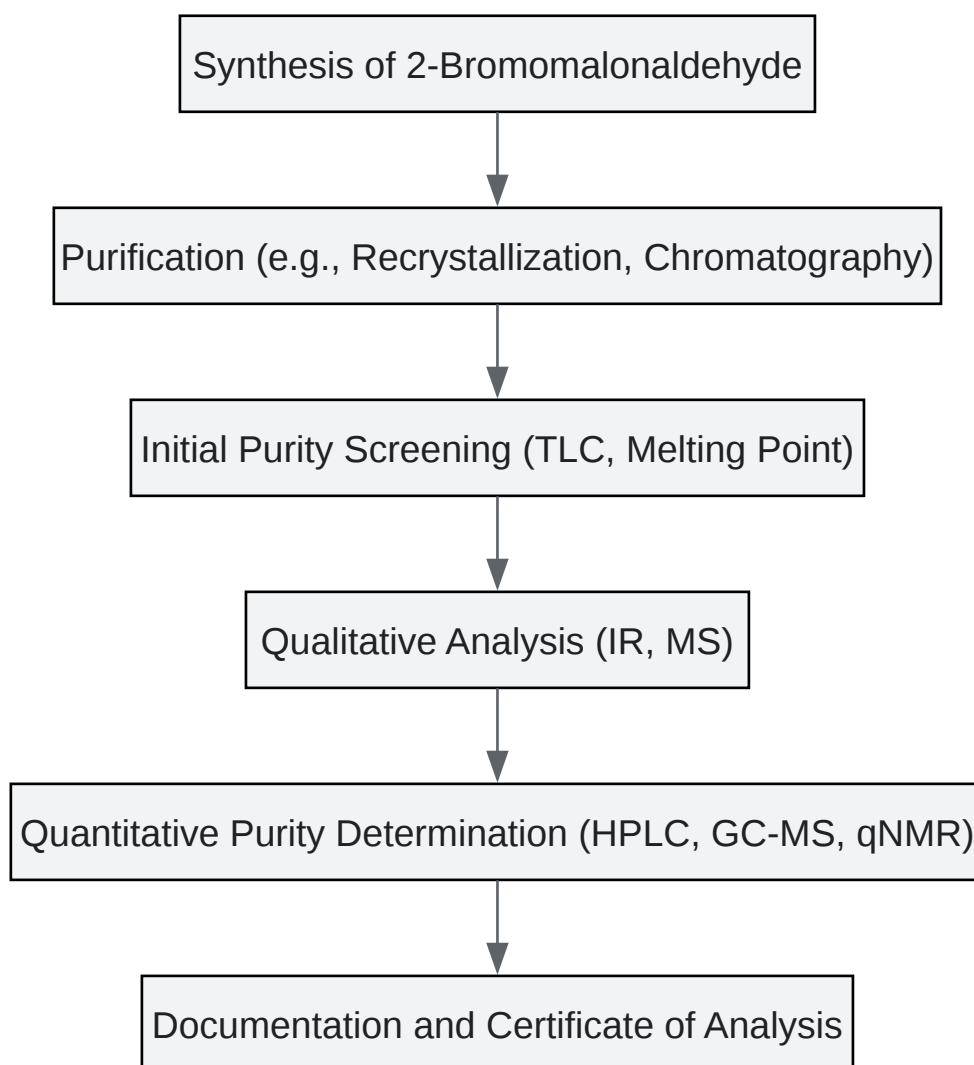 Synthesis of 2-Bromomalonaldehyde
Purification (e.g., Recrystallization, Chromatography)
Initial Purity Screening (TLC, Melting Point)
Qualitative Analysis (IR, MS)
Quantitative Purity Determination (HPLC, GC-MS, qNMR)
Documentation and Certificate of Analysis